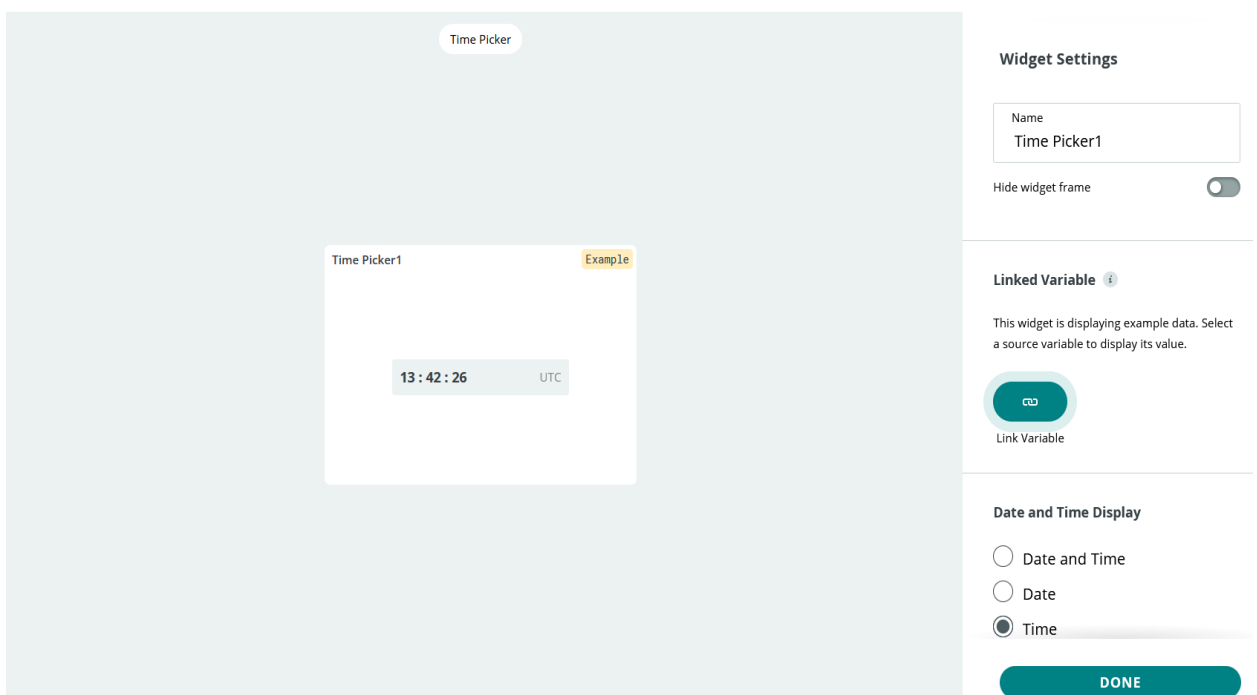 Time Picker
Widget Settings
Name
Time Picker1
Hide widget frame
Time Picker1
Example
13 : 42 : 26
UTC
Linked Variable i
This widget is displaying example data. Select
a source variable to display its value.
Link Variable
Date and Time Display
Date and Time
Date
Time
DONE